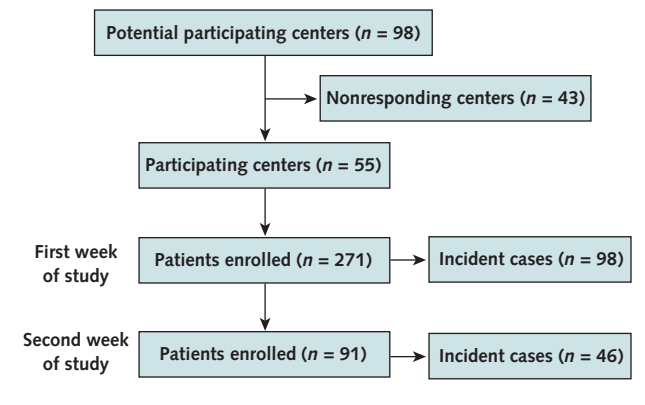 Potential participating centers (n = 98)
Nonresponding centers (n = 43)
Participating centers (n = 55)
First week
of study
Patients enrolled (n = 271)
Incident cases (n = 98)
Second week
of study
Patients enrolled (n = 91)
Incident cases (n = 46)